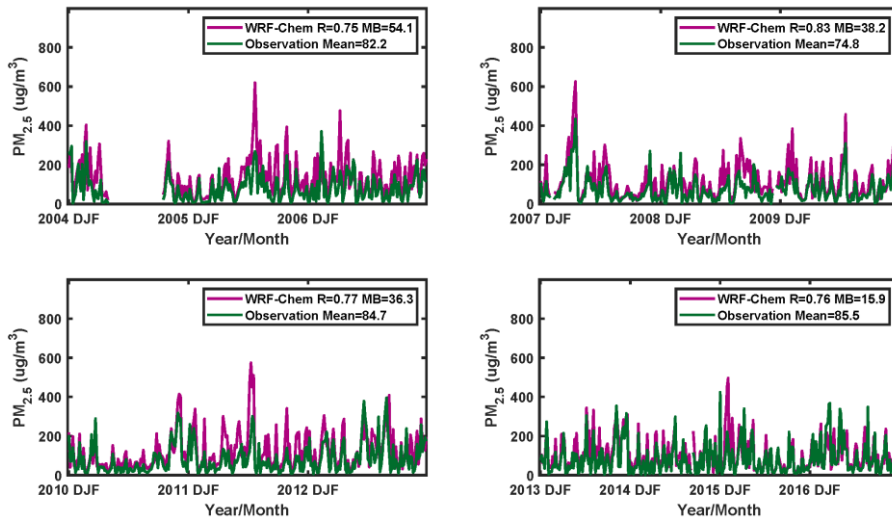 WRF-Chem R=0.75 MB=54.1
Observation Mean=82.2
PM2.5 (ug/m3)
800
600
400
200
0
2004 DJF 2005 DJF 2006 DJF
Year/Month
WRF-Chem R=0.83 MB=38.2
Observation Mean=74.8
PM2.5 (ug/m3)
800
600
400
200
0
2007 DJF 2008 DJF 2009 DJF
Year/Month
WRF-Chem R=0.77 MB=36.3
Observation Mean=84.7
PM2.5 (ug/m3)
800
600
400
200
0
2010 DJF 2011 DJF 2012 DJF
Year/Month
WRF-Chem R=0.76 MB=15.9
Observation Mean=85.5
PM2.5 (ug/m3)
800
600
400
200
0
2013 DJF 2014 DJF 2015 DJF 2016 DJF
Year/Month